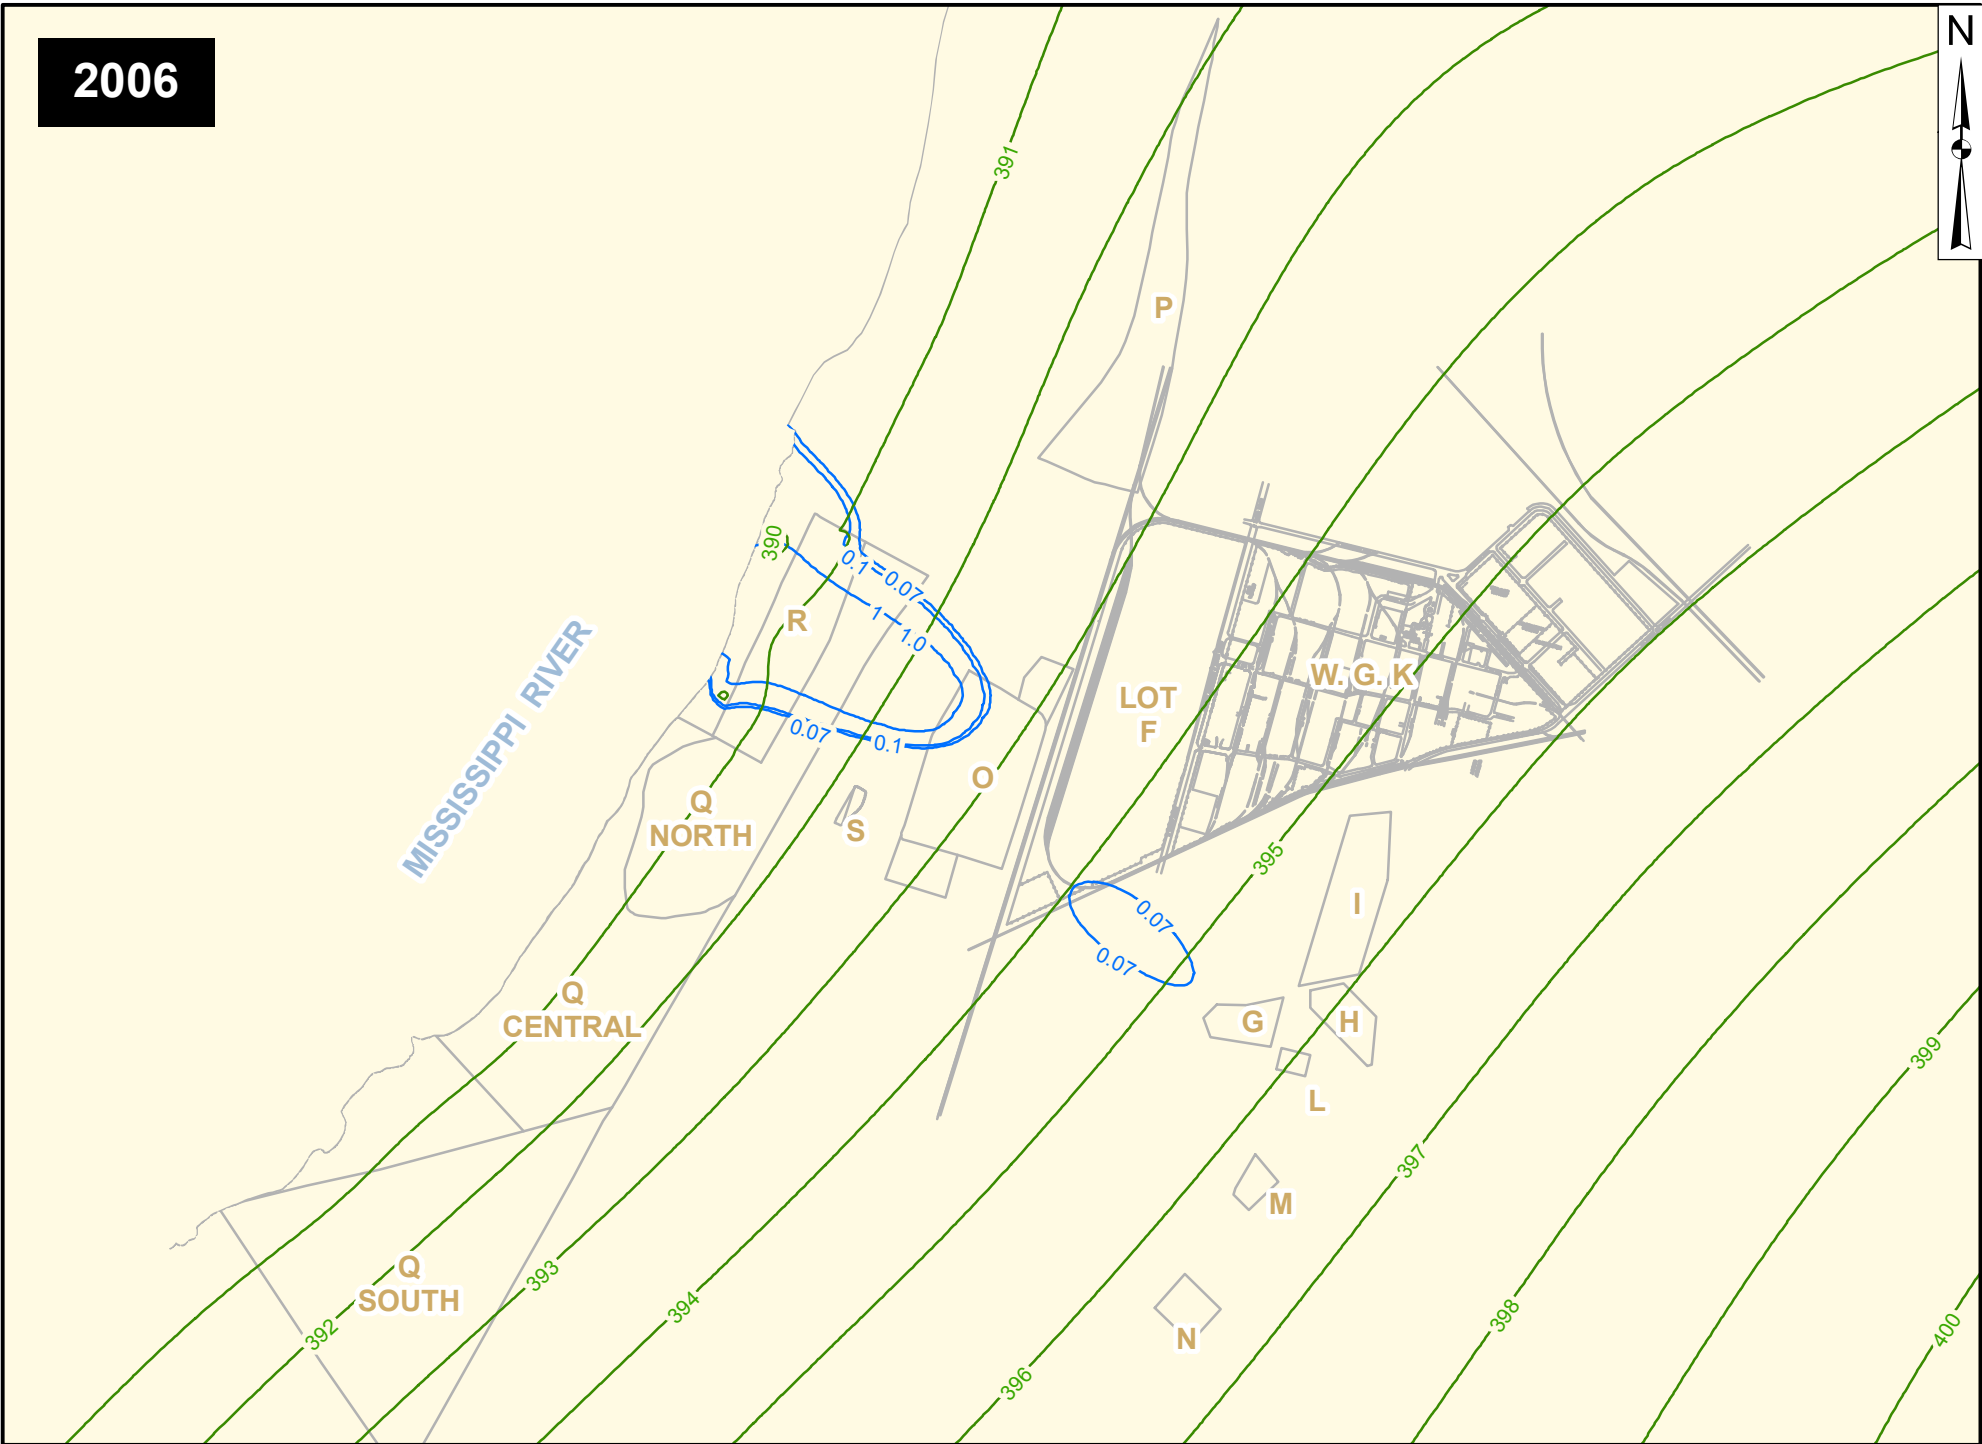 2006
N
391
P
390
0.1
0.07
R
1
1.0
MISSISSIPPI RIVER
W. G. K
LOT
F
0.07
0.1
O
Q
NORTH
S
395
I
0.07
0.07
Q
CENTRAL
G
H
399
L
397
M
Q
SOUTH
393
394
398
392
N
400
396